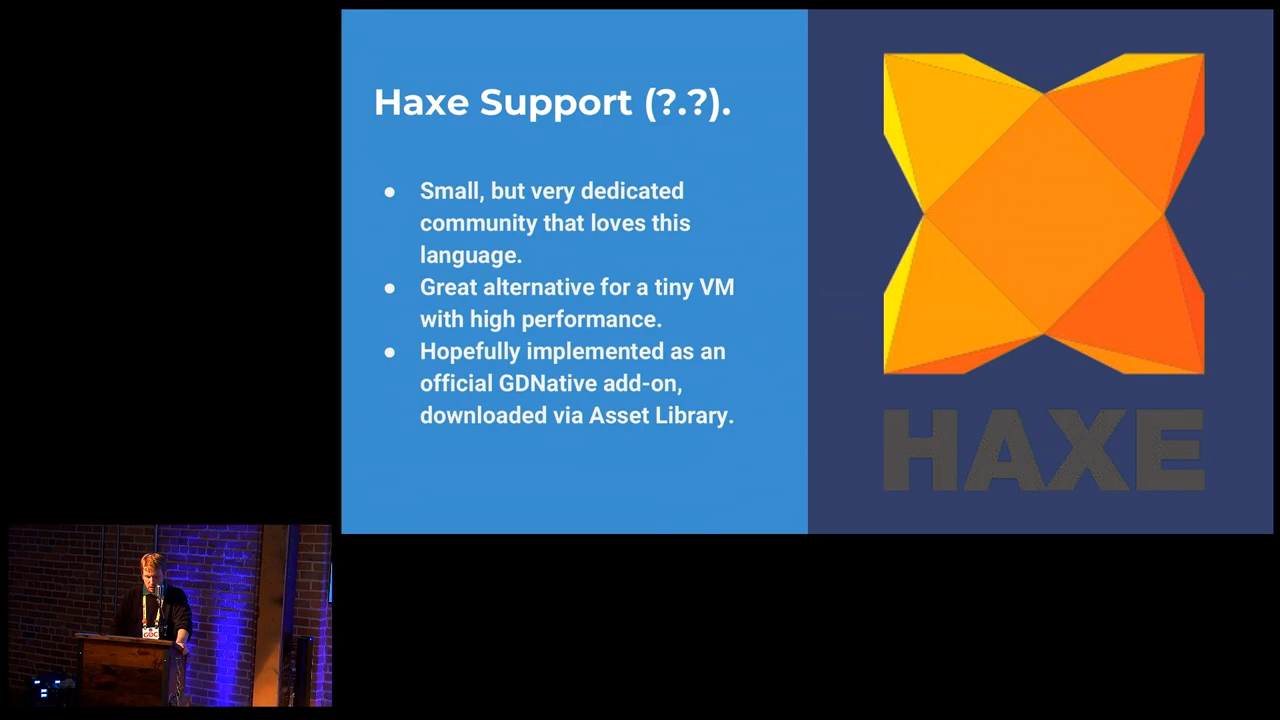 Haxe Support (?.?).
● Small, but very dedicated
community that loves this
language.
● Great alternative for a tiny VM
with high performance.
● Hopefully implemented as an
official GDNative add-on,
downloaded via Asset Library.
HAXE
GDC